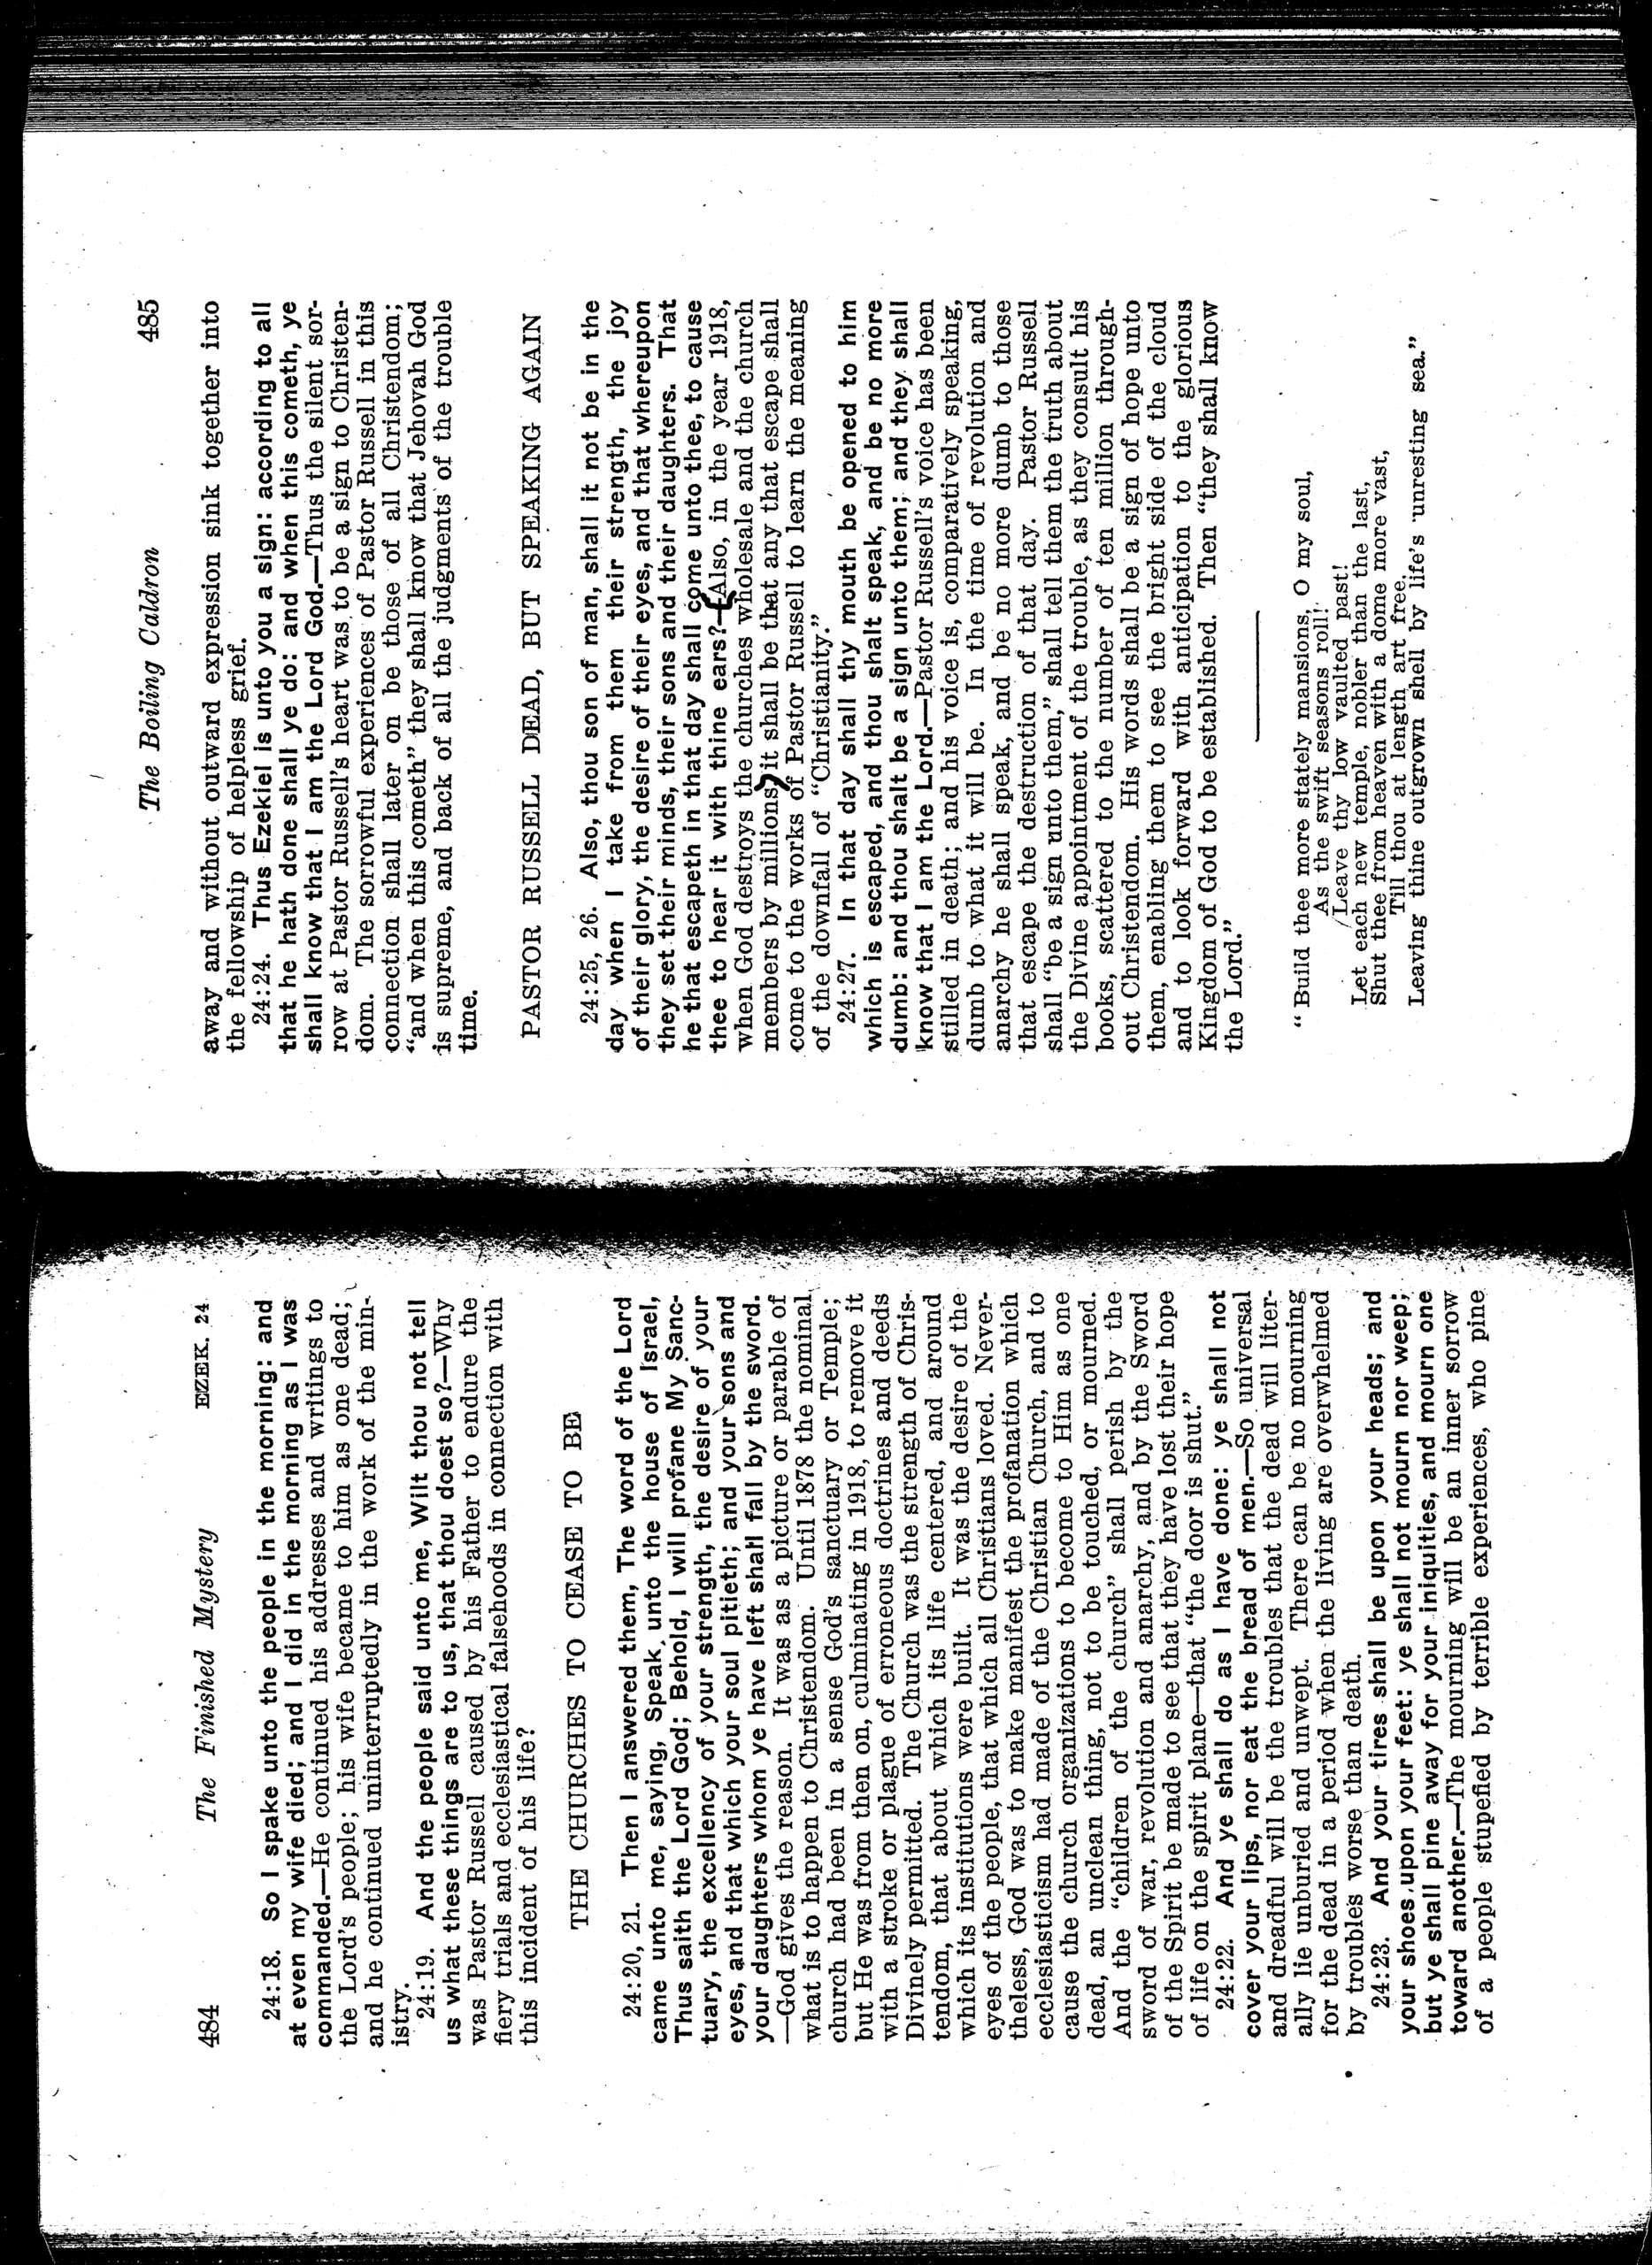 484 The Finished Mystery EZEK. 24
24:18. So I spake unto the people in the morning: and
at even my wife died; and I did in the morning as I was
commanded.—He continued his addresses and writings to
the Lord's people; his wife became to him as one dead;
and he continued uninterruptedly in the work of the min-
istry.
24:19. And the people said unto me, Wilt thou not tell
us what these things are to us, that thou doest so?—Why
was Pastor Russell caused by his Father to endure the
fiery trials and ecclesiastical falsehoods in connection with
this incident of his life?
THE CHURCHES TO CEASE TO BE
24:20, 21. Then I answered them, The word of the Lord
came unto me, saying, Speak unto the house of Israel,
Thus saith the Lord God; Behold, I will profane My Sanc-
tuary, the excellency of your strength, the desire of your
eyes, and that which your soul pitieth; and your sons and
your daughters whom ye have left shall fall by the sword.
—God gives the reason. It was as a picture or parable of
what is to happen to Christendom. Until 1878 the nominal
church had been in a sense God's sanctuary or Temple;
but He was from then on, culminating in 1918, to remove it
with a stroke or plague of erroneous doctrines and deeds
Divinely permitted. The Church was the strength of Chris-
tendom, that about which its life centered, and around
which its institutions were built. It was the desire of the
eyes of the people, that which all Christians loved. Never-
theless, God was to make manifest the profanation which
ecclesiasticism had made of the Christian Church, and to
cause the church organizations to become to Him as one
dead, an unclean thing, not to be touched, or mourned.
And the "children of the church" shall perish by the
sword of war, revolution and anarchy, and by the Sword
of the Spirit be made to see that they have lost their hope
of life on the spirit plane—that "the door is shut."
24:22. And ye shall do as I have done: ye shall not
cover your lips, nor eat the bread of men.—So universal
and dreadful will be the troubles that the dead will liter-
ally lie unburied and unwept. There can be no mourning
for the dead in a period when the living are overwhelmed
by troubles worse than death.
24:23. And your tires shall be upon your heads; and
your shoes upon your feet: ye shall not mourn nor weep;
but ye shall pine away for your iniquities, and mourn one
toward another.—The mourning will be an inner sorrow
of a people stupefied by terrible experiences, who pine
The Boiling Caldron 485
away and without outward expression sink together into
the fellowship of helpless grief.
24:24. Thus Ezekiel is unto you a sign: according to all
that he hath done shall ye do: and when this cometh, ye
shall know that I am the Lord God.—Thus the silent sor-
row at Pastor Russell's heart was to be a sign to Christen-
dom. The sorrowful experiences of Pastor Russell in this
connection shall later on be those of all Christendom;
"and when this cometh" they shall know that Jehovah God
is supreme, and back of all the judgments of the trouble
time.
PASTOR RUSSELL DEAD, BUT SPEAKING AGAIN
24:25, 26. Also, thou son of man, shall it not be in the
day when I take from them their strength, the joy
of their glory, the desire of their eyes, and that whereupon
they set their minds, their sons and their daughters. That
he that escapeth in that day shall come unto thee, to cause
thee to hear it with thine ears?—(Also, in the year 1918,
when God destroys the churches wholesale and the church
members by millions,) it shall be that any that escape shall
come to the works of Pastor Russell to learn the meaning
of the downfall of "Christianity."
24:27. In that day shall thy mouth be opened to him
which is escaped, and thou shalt speak, and be no more
dumb: and thou shalt be a sign unto them; and they shall
know that I am the Lord.—Pastor Russell's voice has been
stilled in death; and his voice is, comparatively speaking,
dumb to what it will be. In the time of revolution and
anarchy he shall speak, and be no more dumb to those
that escape the destruction of that day. Pastor Russell
shall "be a sign unto them," shall tell them the truth about
the Divine appointment of the trouble, as they consult his
books, scattered to the number of ten million through-
out Christendom. His words shall be a sign of hope unto
them, enabling them to see the bright side of the cloud
and to look forward with anticipation to the glorious
Kingdom of God to be established. Then "they shall know
the Lord."
"Build thee more stately mansions, O my soul,
As the swift seasons roll!
Leave thy low vaulted past!
Let each new temple, nobler than the last,
Shut thee from heaven with a dome more vast,
Till thou at length art free,
Leaving thine outgrown shell by life's unresting sea."